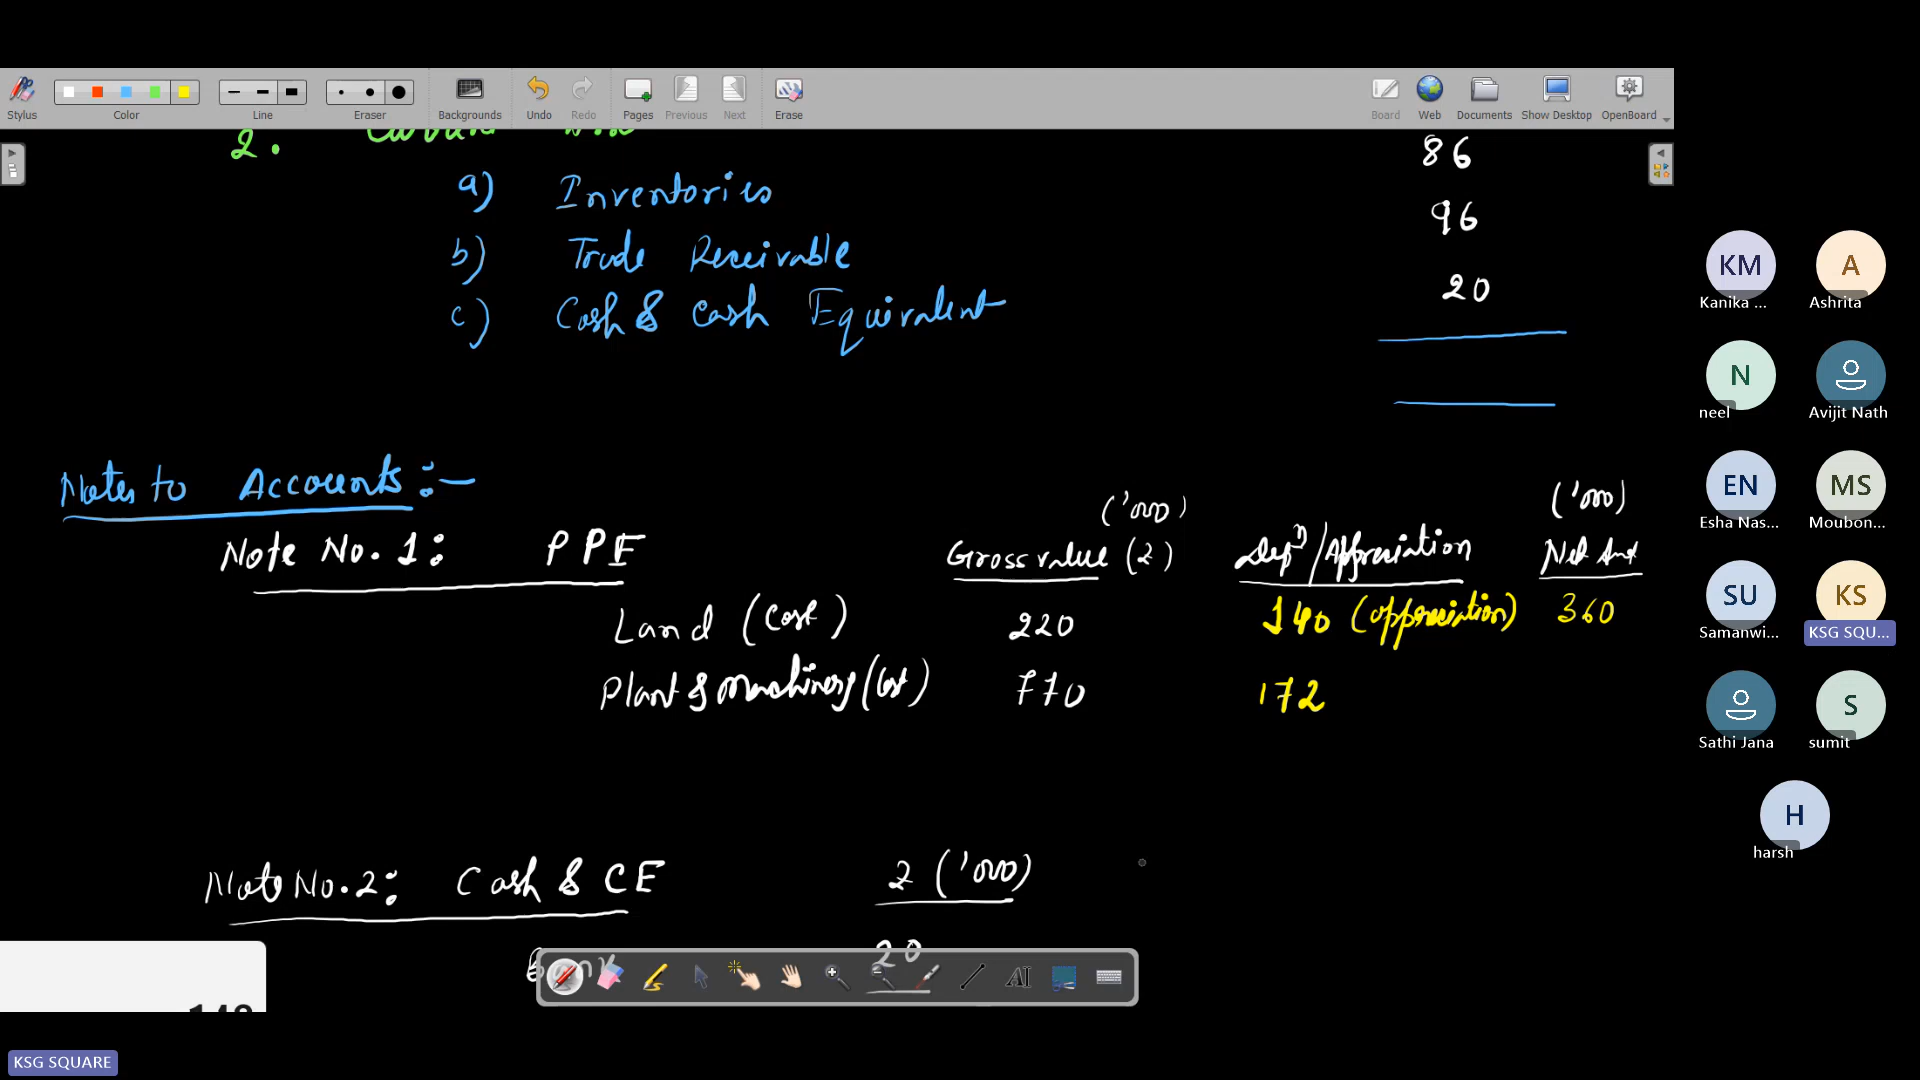 Stylus Color Line Eraser Backgrounds Undo Redo Pages Previous Next Erase Board Web Documents Show Desktop OpenBoard
2.
86
a) Inventories
96
b) Trade Receivable
20
c) Cash & Cash Equivalent
Notes to Accounts :-
('000) ('000)
Note No. 1: PPE Gross value (₹) Depⁿ/Appreciation Net Amt
Land (Cost) 220 140 (appreciation) 360
Plant & Machinery (Cost) 770 172
Note No. 2: Cash & CE ₹ ('000)
Bank 20
KM A
Kanika ... Ashrita
N
neel Avijit Nath
EN MS
Esha Nas... Moubon...
SU KS
Samanwi... KSG SQU...
S
Sathi Jana sumit
H
harsh
KSG SQUARE